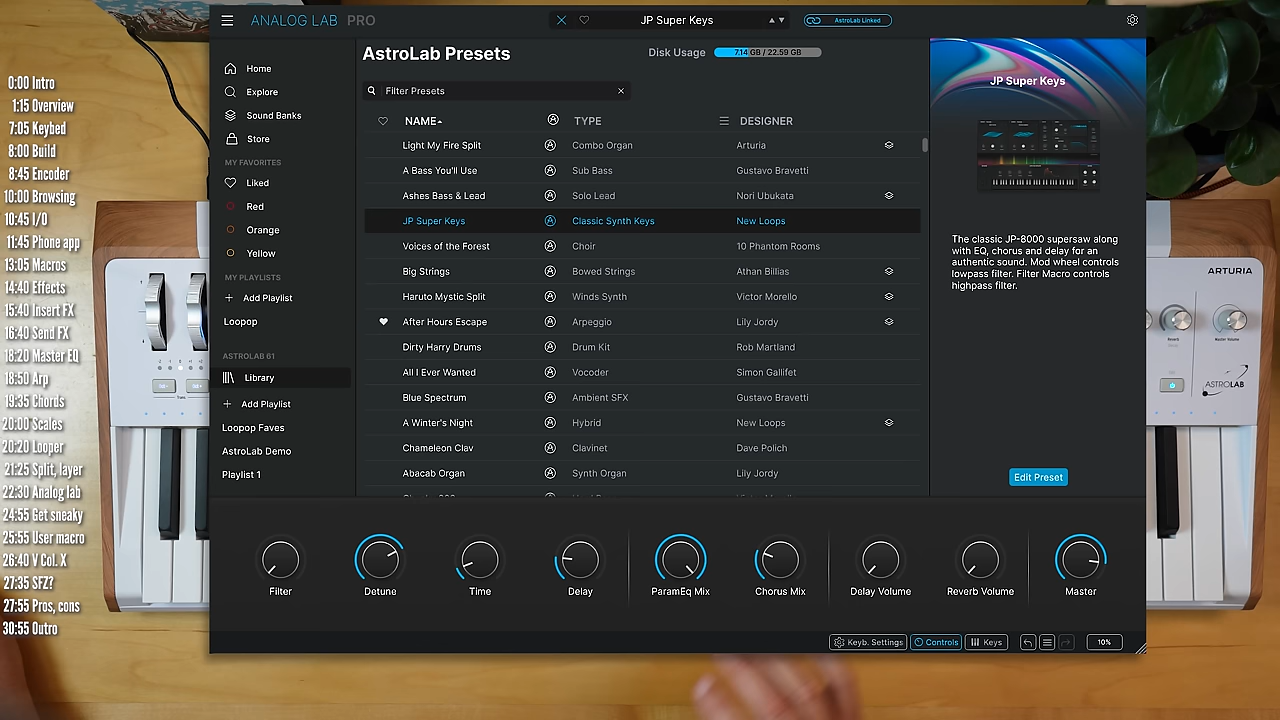 0:00 Intro
1:15 Overview
7:05 Keybed
8:00 Build
8:45 Encoder
10:00 Browsing
10:45 I/O
11:45 Phone app
13:05 Macros
14:40 Effects
15:40 Insert FX
16:40 Send FX
18:20 Master EQ
18:50 Arp
19:35 Chords
20:00 Scales
20:20 Looper
21:25 Split, layer
22:30 Analog lab
24:55 Get sneaky
25:55 User macro
26:40 V Col. X
27:35 SFZ?
27:55 Pros, cons
30:55 Outro
ANALOG LAB PRO
JP Super Keys
AstroLab Linked
Home
Explore
Sound Banks
Store
MY FAVORITES
Liked
Red
Orange
Yellow
MY PLAYLISTS
Add Playlist
Loopop
ASTROLAB 61
Library
Add Playlist
Loopop Faves
AstroLab Demo
Playlist 1
AstroLab Presets
Disk Usage 7.14 GB / 22.59 GB
Filter Presets
NAME TYPE DESIGNER
Light My Fire Split Combo Organ Arturia
A Bass You'll Use Sub Bass Gustavo Bravetti
Ashes Bass & Lead Solo Lead Nori Ubukata
JP Super Keys Classic Synth Keys New Loops
Voices of the Forest Choir 10 Phantom Rooms
Big Strings Bowed Strings Athan Billias
Haruto Mystic Split Winds Synth Victor Morello
After Hours Escape Arpeggio Lily Jordy
Dirty Harry Drums Drum Kit Rob Martland
All I Ever Wanted Vocoder Simon Gallifet
Blue Spectrum Ambient SFX Gustavo Bravetti
A Winter's Night Hybrid New Loops
Chameleon Clav Clavinet Dave Polich
Abacab Organ Synth Organ Lily Jordy
JP Super Keys
The classic JP-8000 supersaw along
with EQ, chorus and delay for an
authentic sound. Mod wheel controls
lowpass filter. Filter Macro controls
highpass filter.
Edit Preset
Filter
Detune
Time
Delay
ParamEq Mix
Chorus Mix
Delay Volume
Reverb Volume
Master
Keyb. Settings
Controls
Keys
10%
ARTURIA
Reverb
Master Volume
ASTROLAB